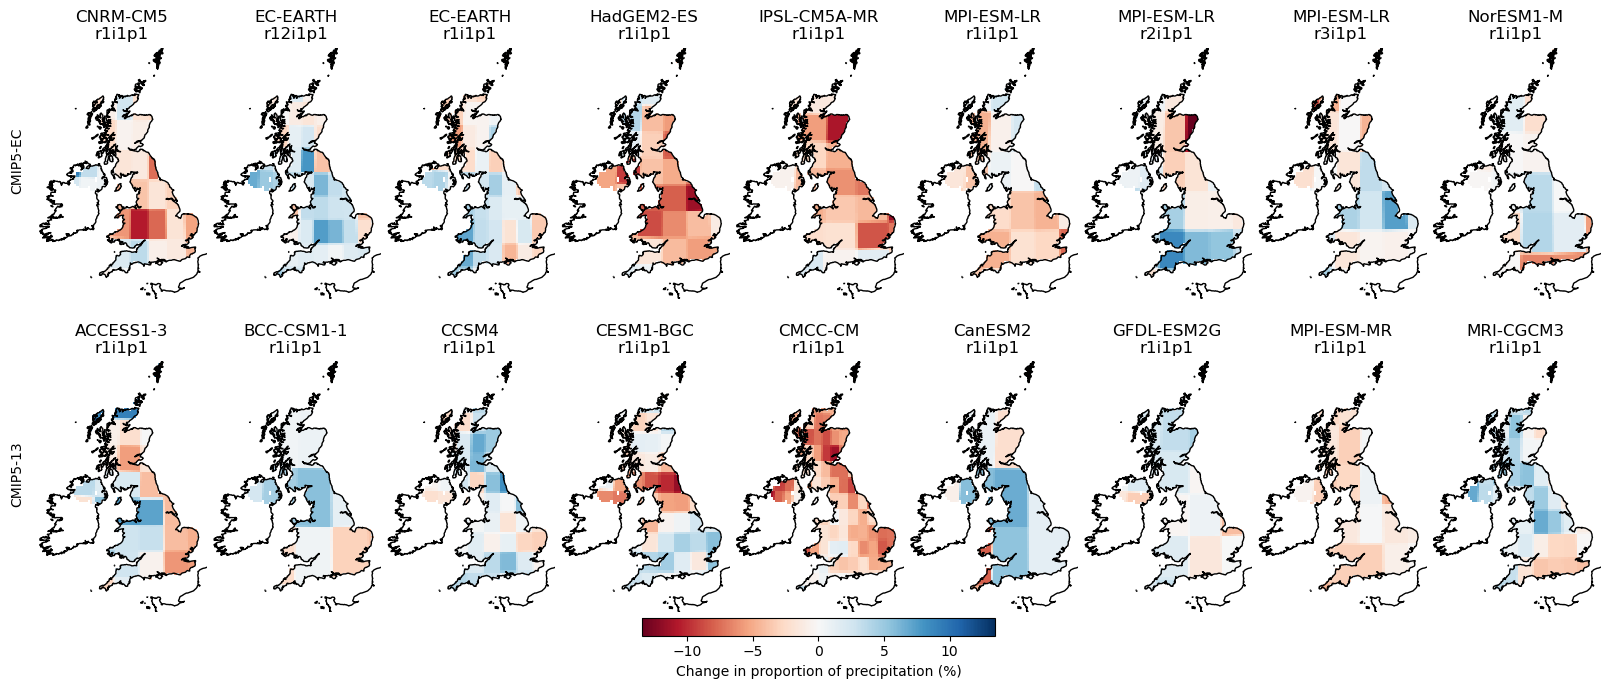 CNRM-CM5
r1i1p1
EC-EARTH
r12i1p1
EC-EARTH
r1i1p1
HadGEM2-ES
r1i1p1
IPSL-CM5A-MR
r1i1p1
MPI-ESM-LR
r1i1p1
MPI-ESM-LR
r2i1p1
MPI-ESM-LR
r3i1p1
NorESM1-M
r1i1p1
CMIP5-EC
ACCESS1-3
r1i1p1
BCC-CSM1-1
r1i1p1
CCSM4
r1i1p1
CESM1-BGC
r1i1p1
CMCC-CM
r1i1p1
CanESM2
r1i1p1
GFDL-ESM2G
r1i1p1
MPI-ESM-MR
r1i1p1
MRI-CGCM3
r1i1p1
CMIP5-13
−10 −5 0 5 10
Change in proportion of precipitation (%)